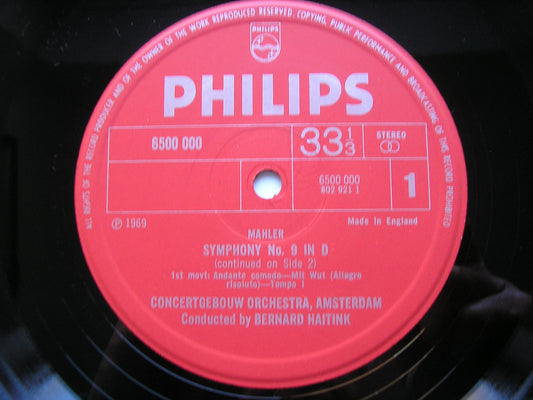 ALL RIGHTS OF THE RECORD PRODUCER AND OF THE OWNER OF THE WORK REPRODUCED RESERVED. COPYING, PUBLIC PERFORMANCE AND BROADCASTING OF THIS RECORD PROHIBITED
PHILIPS
PHILIPS
6500 000
33 1/3
STEREO
6500 000
802 921 1
1
Ⓟ 1969
Made in England
MAHLER
SYMPHONY No. 9 IN D
(continued on Side 2)
1st movt: Andante comodo—Mit Wut (Allegro
risoluto)—Tempo I
CONCERTGEBOUW ORCHESTRA, AMSTERDAM
Conducted by BERNARD HAITINK